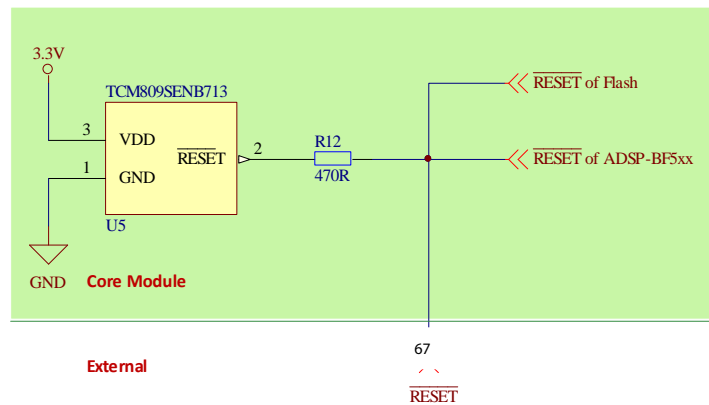 3.3V
TCM809SENB713
RESET of Flash
3
VDD
RESET
2
R12
RESET of ADSP-BF5xx
1
GND
470R
U5
GND
Core Module
67
External
RESET